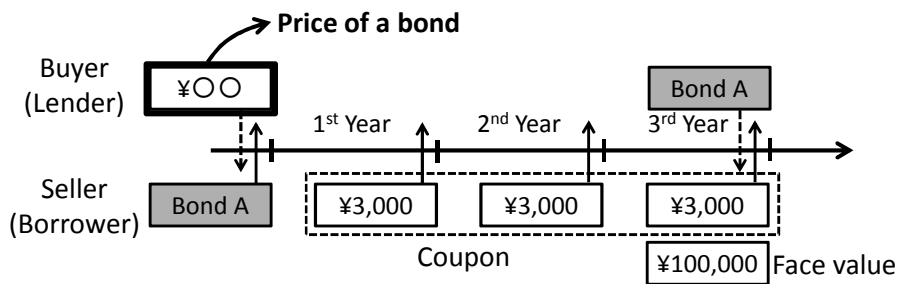 Price of a bond
Buyer
(Lender)
¥○○
Bond A
1st Year
2nd Year
3rd Year
Seller
(Borrower)
Bond A
¥3,000
¥3,000
¥3,000
Coupon
¥100,000
Face value